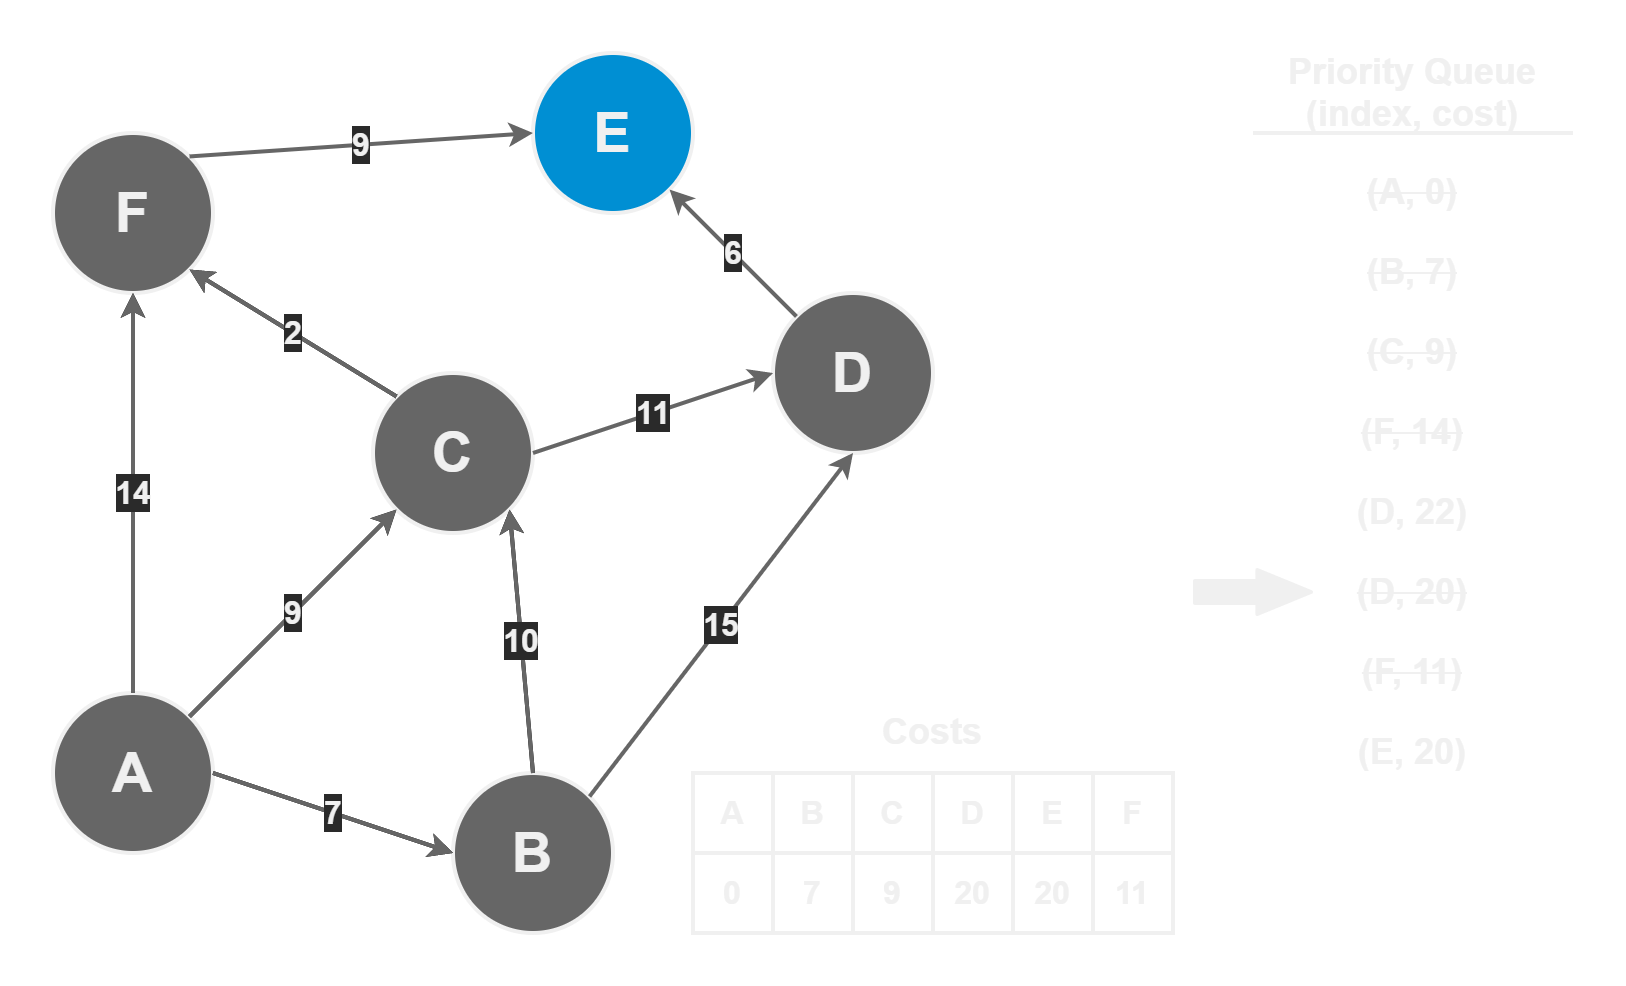 Priority Queue
(index, cost)
E
9
F
(A, 0)
6
(B, 7)
2
(C, 9)
D
11
(F, 14)
C
14
(D, 22)
9
10
15
(D, 20)
(F, 11)
Costs
(E, 20)
A
7
B
A B C D E F
0 7 9 20 20 11